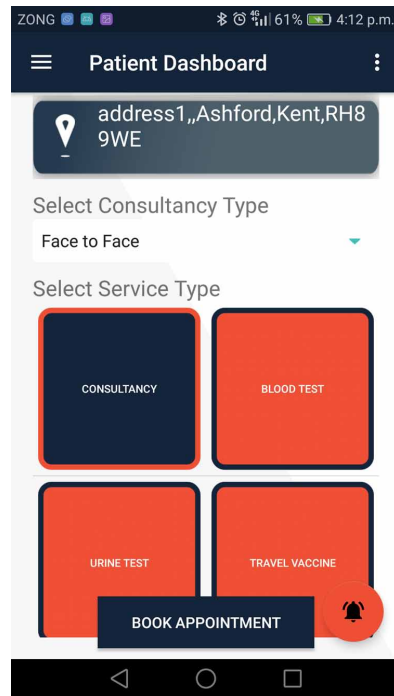 ZONG 4G 61% 4:12 p.m.
Patient Dashboard
address1,,Ashford,Kent,RH8
9WE
Select Consultancy Type
Face to Face
Select Service Type
CONSULTANCY BLOOD TEST
URINE TEST TRAVEL VACCINE
BOOK APPOINTMENT